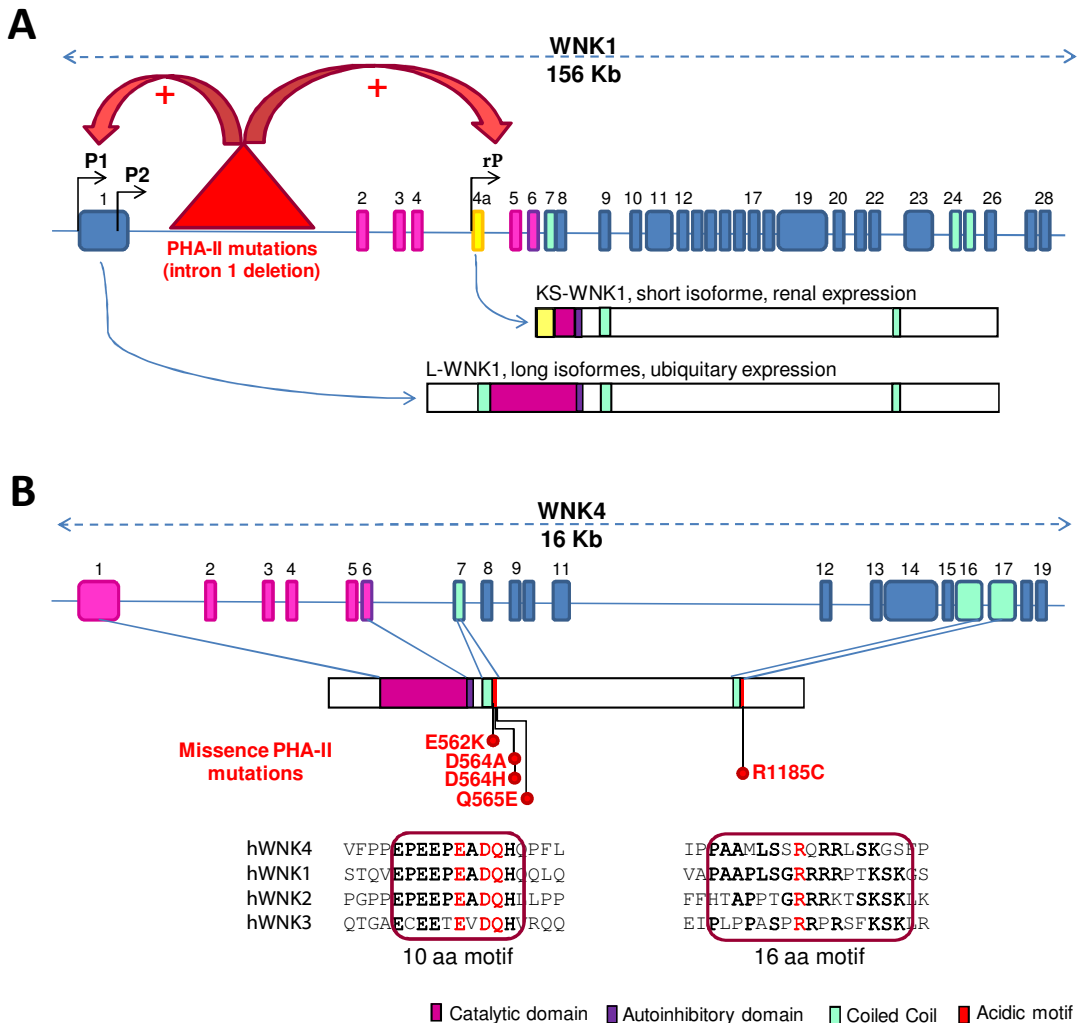 A
WNK1
156 Kb
+ +
P1
P2
rP
1 2 3 4 4a 5 6 7 8 9 10 11 12 17 19 20 22 23 24 26 28
PHA-II mutations
(intron 1 deletion)
KS-WNK1, short isoforme, renal expression
L-WNK1, long isoformes, ubiquitary expression
B
WNK4
16 Kb
1 2 3 4 5 6 7 8 9 11 12 13 14 15 16 17 19
Missence PHA-II
mutations
E562K
D564A
D564H
Q565E
R1185C
hWNK4 VFPPEPEEPEADQHQPFL IPPAAMLSSRQRRLSKGSFP
hWNK1 STQVEPEEPEADQHQQLQ VAPAAPLSGRRRRPTKSKGS
hWNK2 PGPPEPEEPEADQHLLPP FFHTAPPTGRRRKTSKSKLK
hWNK3 QTGAECEETEVDQHVRQQ EIPLPPASPRRPRSFKSKLR
10 aa motif 16 aa motif
Catalytic domain Autoinhibitory domain Coiled Coil Acidic motif